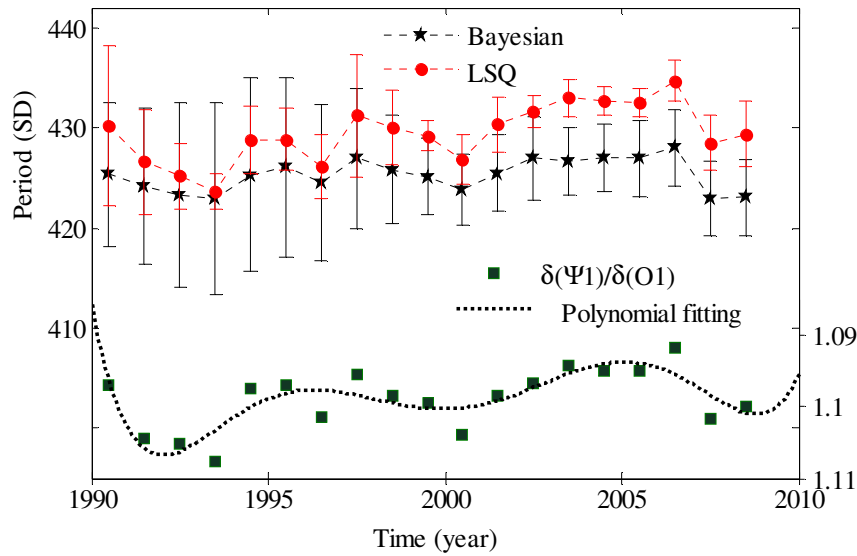 440
430
420
410
Period (SD)
Bayesian
LSQ
δ(Ψ1)/δ(O1)
Polynomial fitting
1.09
1.1
1.11
1990
1995
2000
2005
2010
Time (year)